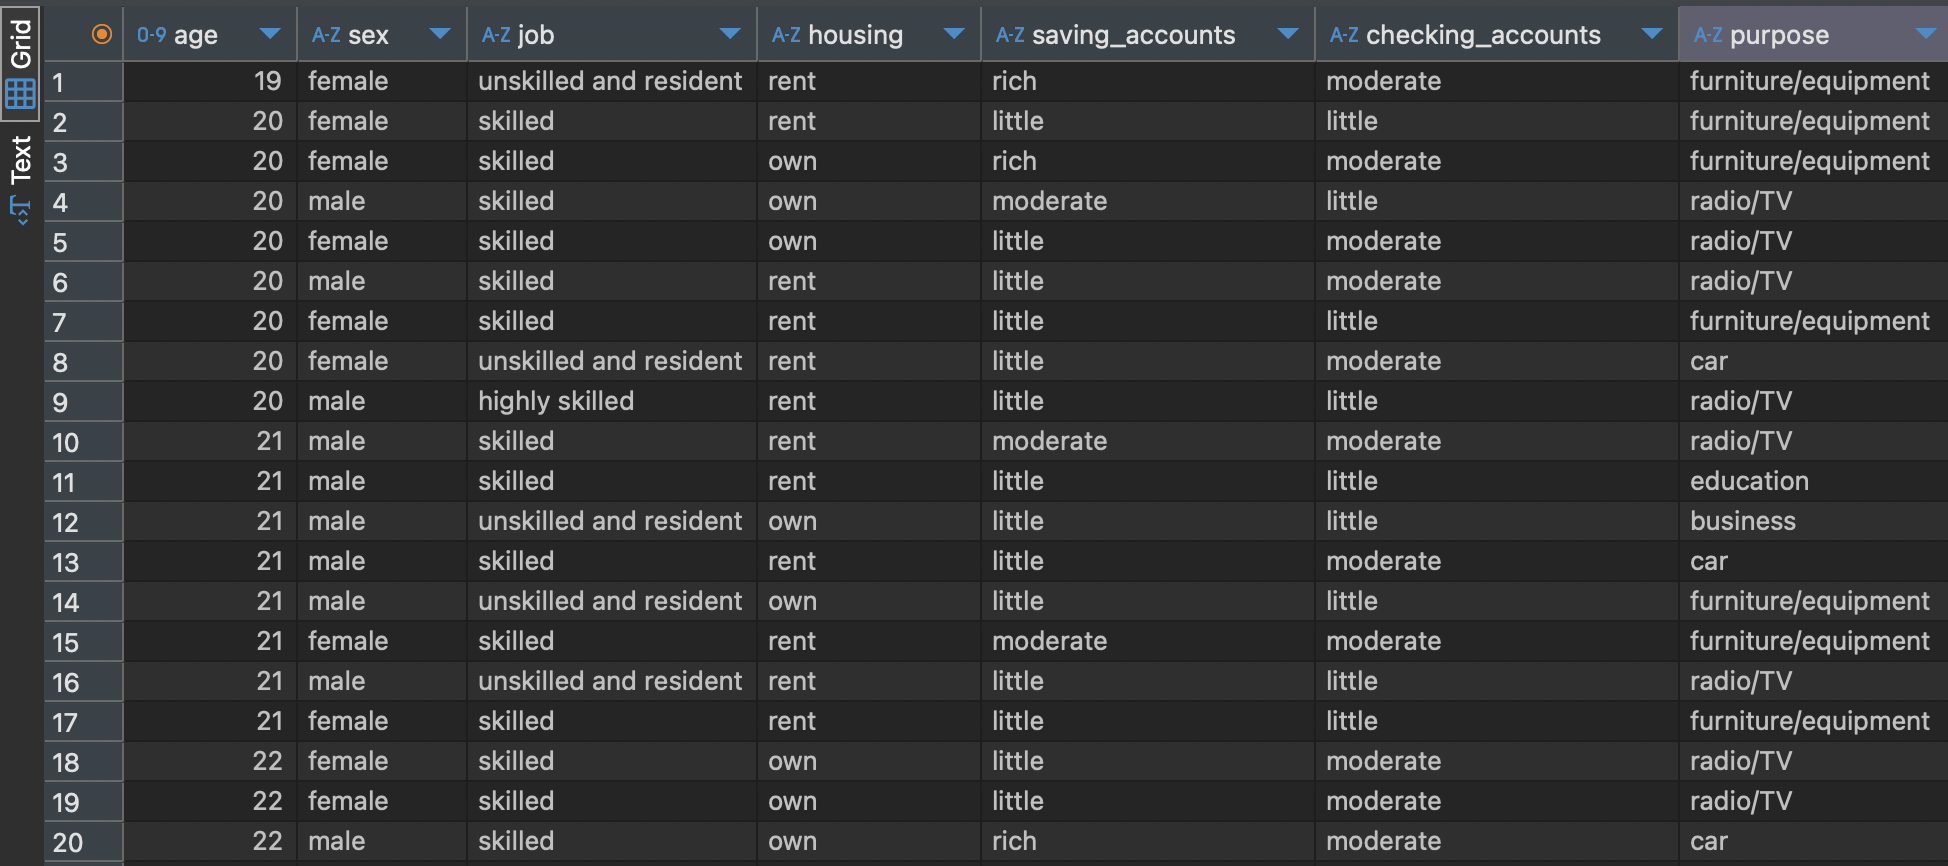 Grid
Text
0-9 age A-Z sex A-Z job A-Z housing A-Z saving_accounts A-Z checking_accounts A-Z purpose
1 19 female unskilled and resident rent rich moderate furniture/equipment
2 20 female skilled rent little little furniture/equipment
3 20 female skilled own rich moderate furniture/equipment
4 20 male skilled own moderate little radio/TV
5 20 female skilled own little moderate radio/TV
6 20 male skilled rent little moderate radio/TV
7 20 female skilled rent little little furniture/equipment
8 20 female unskilled and resident rent little moderate car
9 20 male highly skilled rent little little radio/TV
10 21 male skilled rent moderate moderate radio/TV
11 21 male skilled rent little little education
12 21 male unskilled and resident own little little business
13 21 male skilled rent little moderate car
14 21 male unskilled and resident own little little furniture/equipment
15 21 female skilled rent moderate moderate furniture/equipment
16 21 male unskilled and resident rent little little radio/TV
17 21 female skilled rent little little furniture/equipment
18 22 female skilled own little moderate radio/TV
19 22 female skilled own little moderate radio/TV
20 22 male skilled own rich moderate car